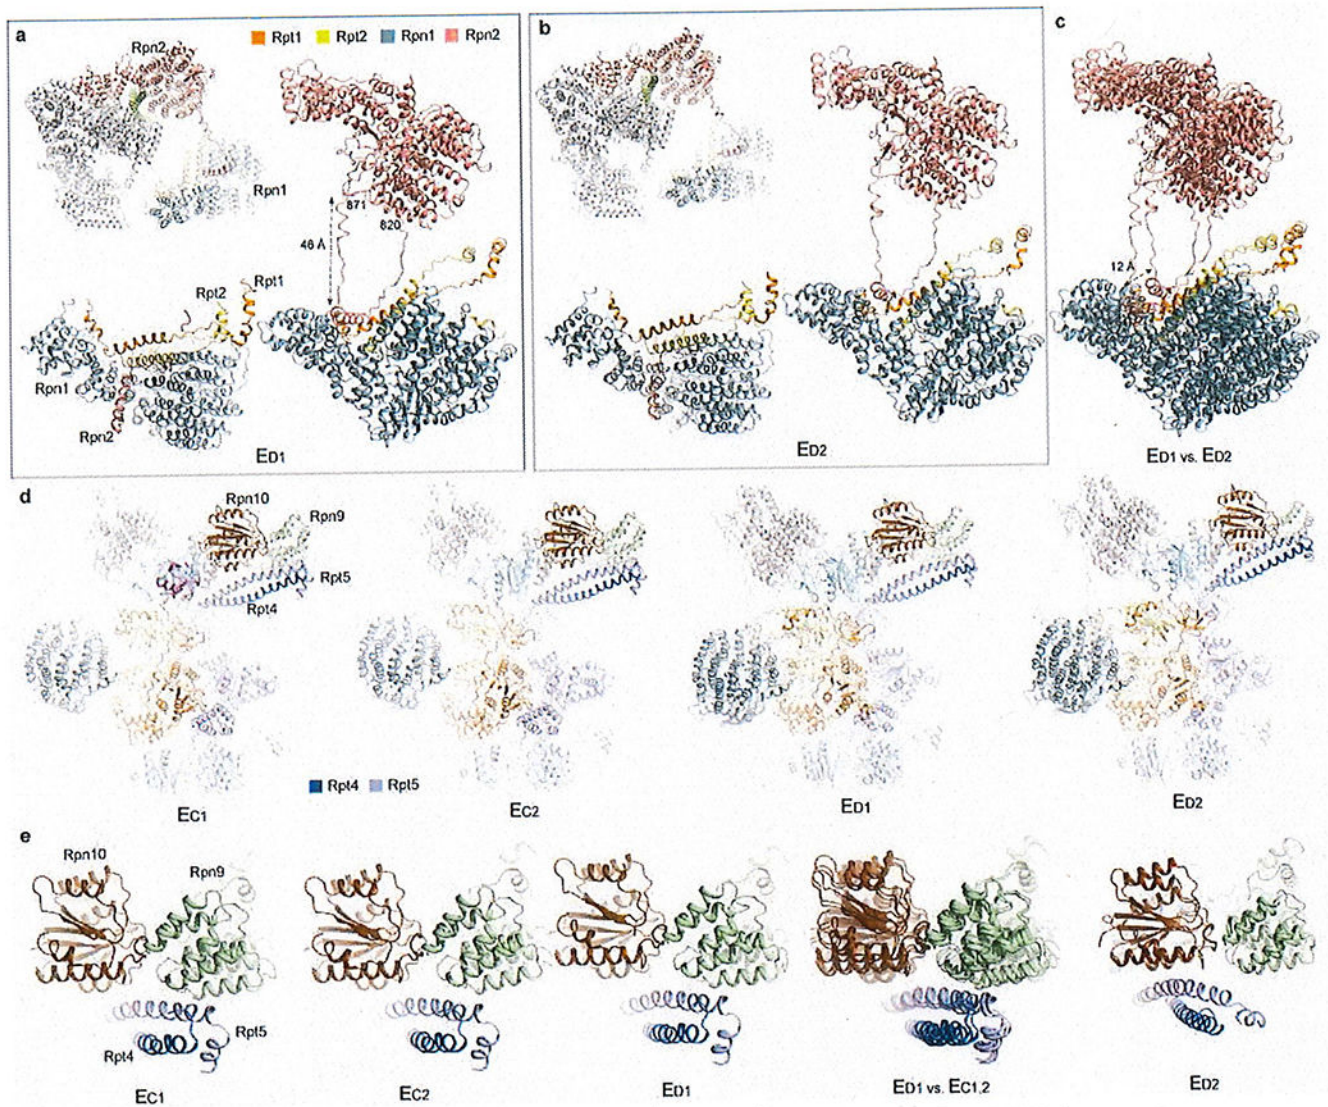 a
Rpn2
Rpt1 Rpt2 Rpn1 Rpn2
Rpn1
871
820
46 Å
Rpt1
Rpt2
Rpn1
Rpn2
ED1
b
ED2
c
12 Å
ED1 vs. ED2
d
Rpn10
Rpn9
Rpt5
Rpt4
Rpt4 Rpt5
EC1
EC2
ED1
ED2
e
Rpn10
Rpn9
Rpt5
Rpt4
EC1
EC2
ED1
ED1 vs. EC1,2
ED2